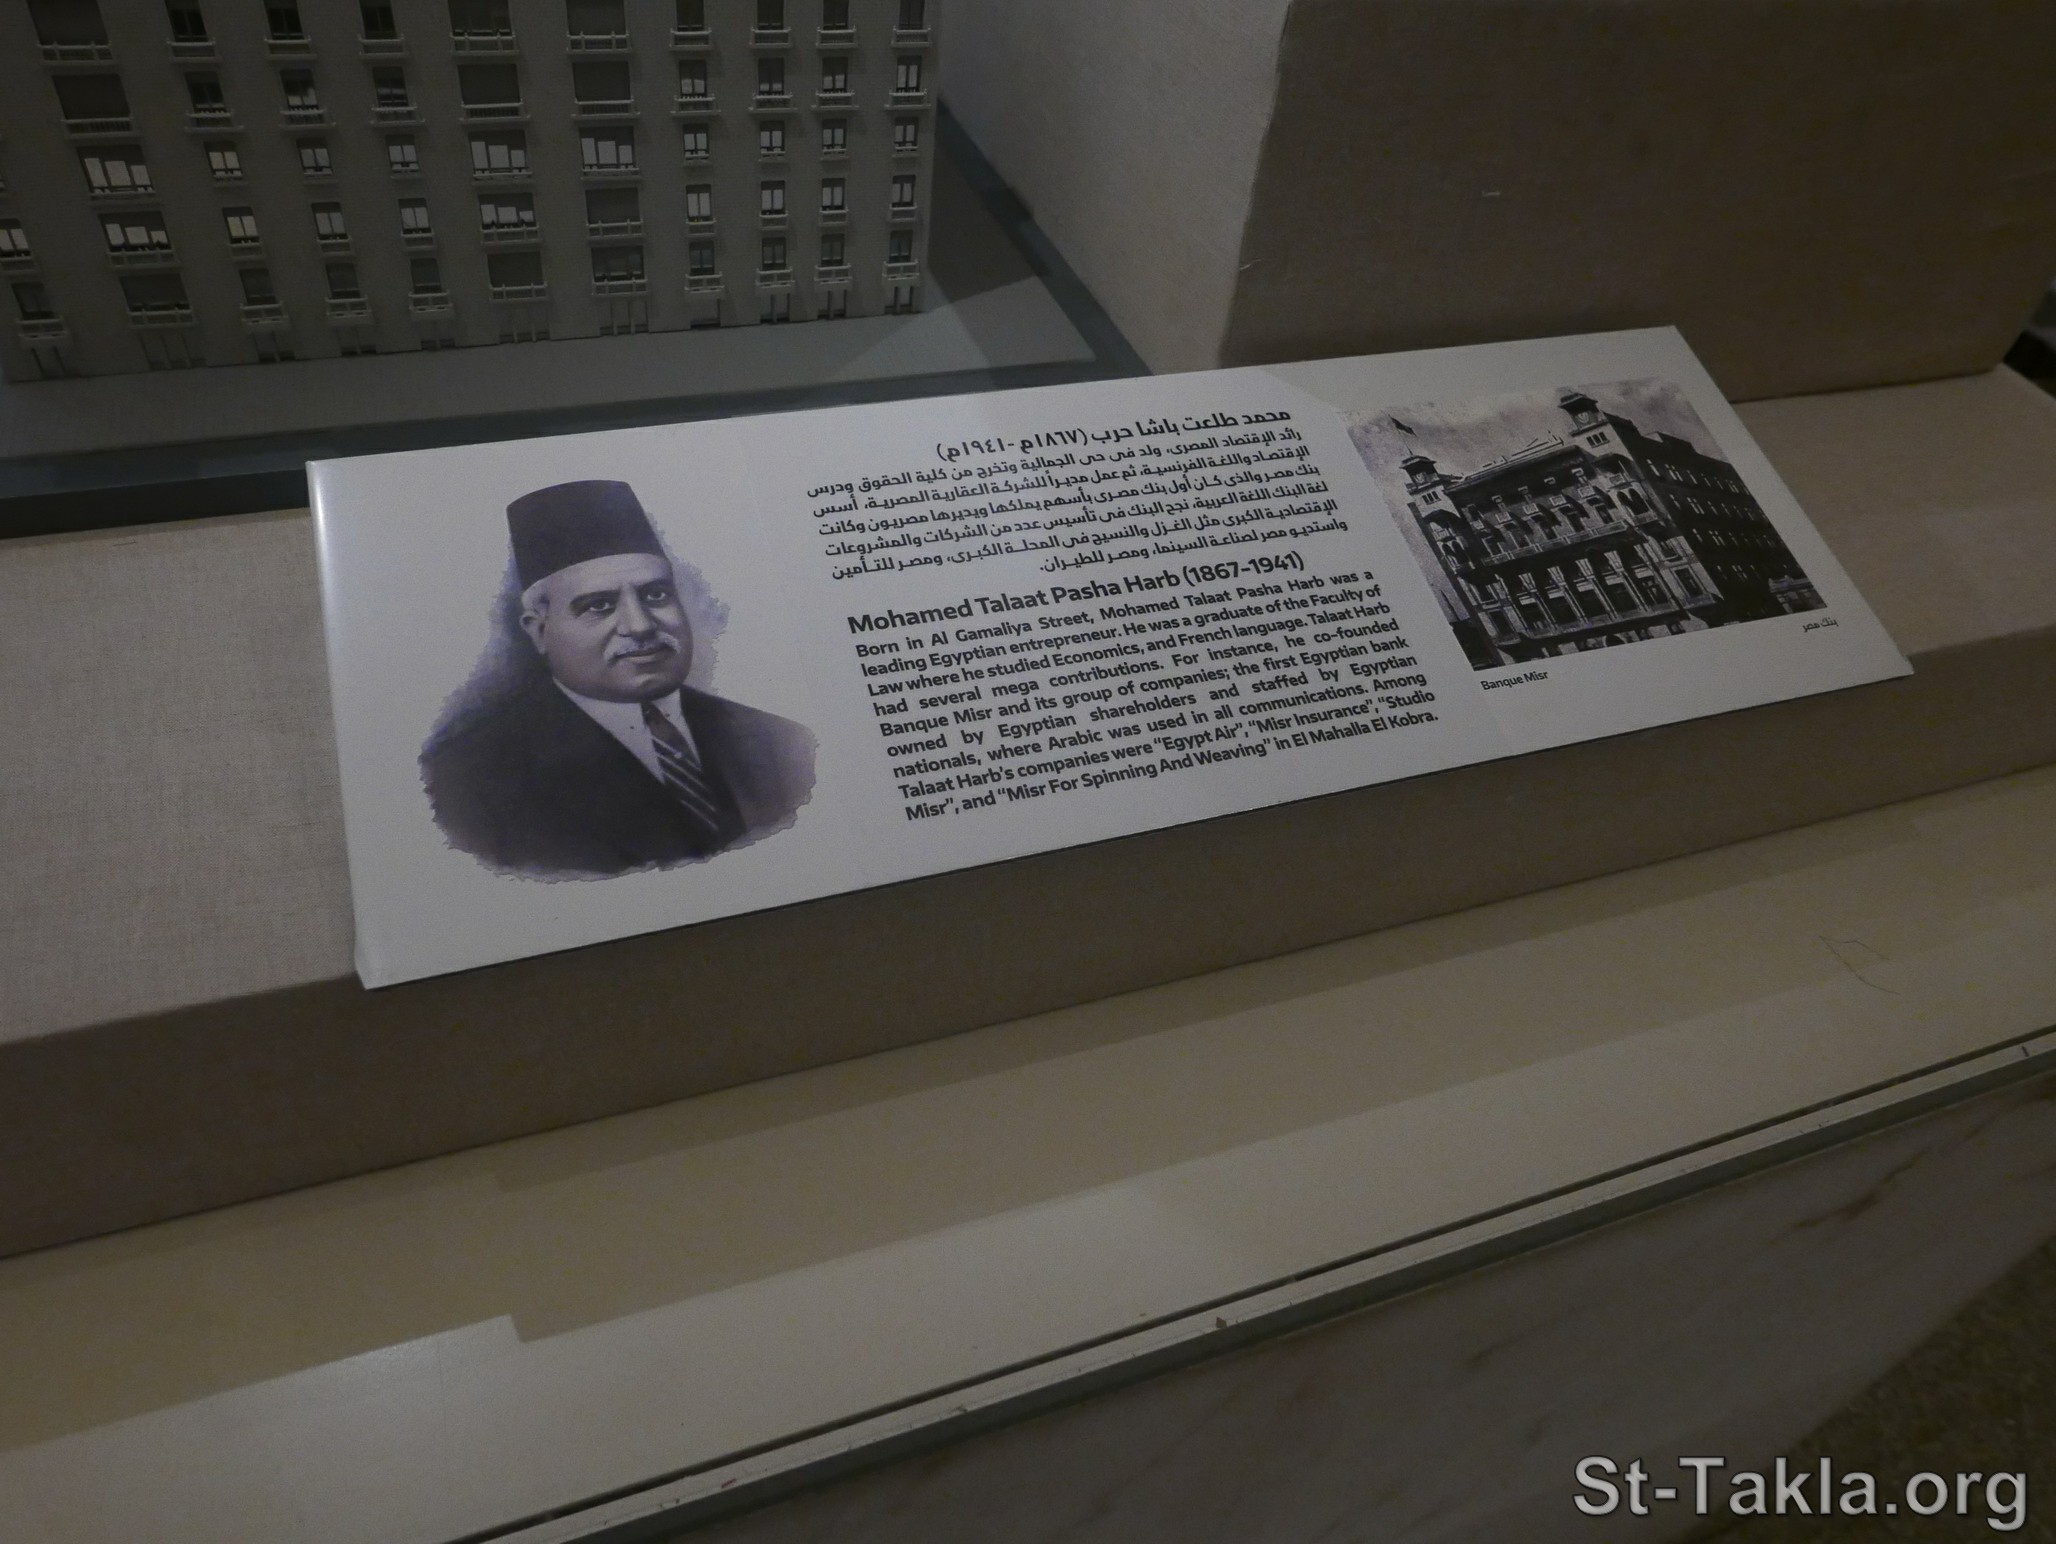 محمد طلعت باشا حرب (١٨٦٧م - ١٩٤١م)
رائد الإقتصاد المصرى، ولد فى حى الجمالية وتخرج من كلية الحقوق ودرس
الإقتصاد واللغة الفرنسية، ثم عمل مديراً للشركة العقارية المصرية، أسس
بنك مصر والذى كان أول بنك مصرى بأسهم يملكها ويديرها مصريون وكانت
لغة البنك اللغة العربية، نجح البنك فى تأسيس عدد من الشركات والمشروعات
الإقتصادية الكبرى مثل الغزل والنسيج فى المحلة الكبرى، ومصر للتأمين
واستديو مصر لصناعة السينما، ومصر للطيران.
Mohamed Talaat Pasha Harb (1867-1941)
Born in Al Gamaliya Street, Mohamed Talaat Pasha Harb was a
leading Egyptian entrepreneur. He was a graduate of the Faculty of
Law where he studied Economics, and French language. Talaat Harb
had several mega contributions. For instance, he co-founded
Banque Misr and its group of companies; the first Egyptian bank
owned by Egyptian shareholders and staffed by Egyptian
nationals, where Arabic was used in all communications. Among
Talaat Harb's companies were "Egypt Air", "Misr Insurance", "Studio
Misr", and "Misr For Spinning And Weaving" in El Mahalla El Kobra.
بنك مصر
Banque Misr
St-Takla.org